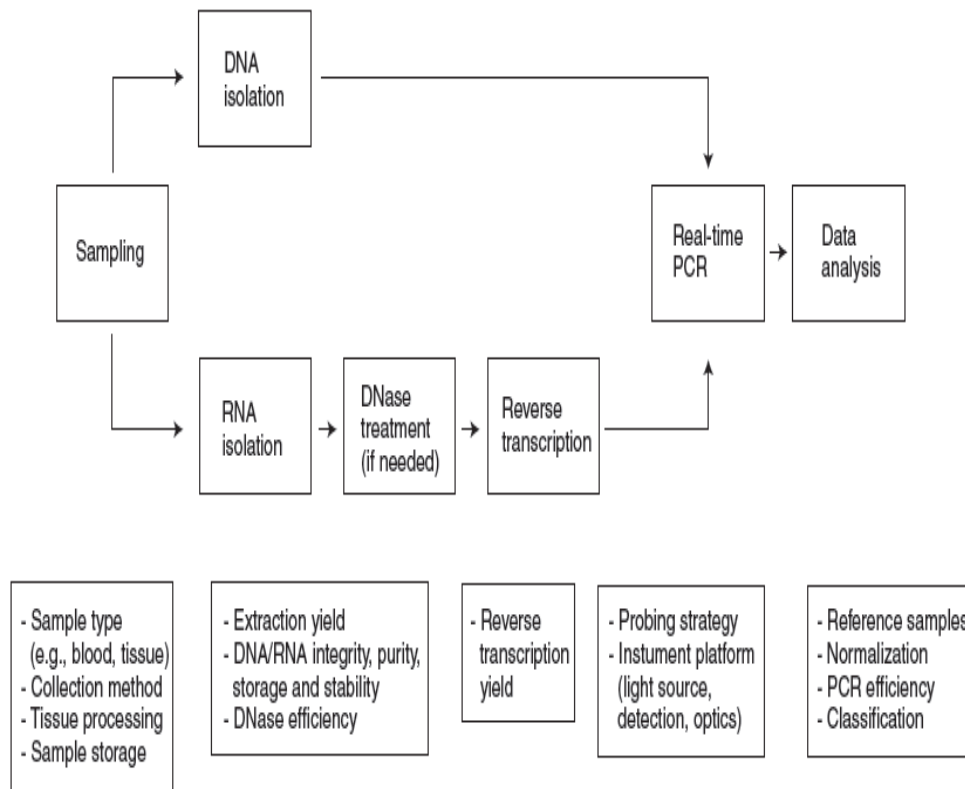 DNA
isolation
Sampling
Real-time
PCR
Data
analysis
RNA
isolation
DNase
treatment
(if needed)
Reverse
transcription
- Sample type
(e.g., blood, tissue)
- Collection method
- Tissue processing
- Sample storage
- Extraction yield
- DNA/RNA integrity, purity,
storage and stability
- DNase efficiency
- Reverse
transcription
yield
- Probing strategy
- Instument platform
(light source,
detection, optics)
- Reference samples
- Normalization
- PCR efficiency
- Classification